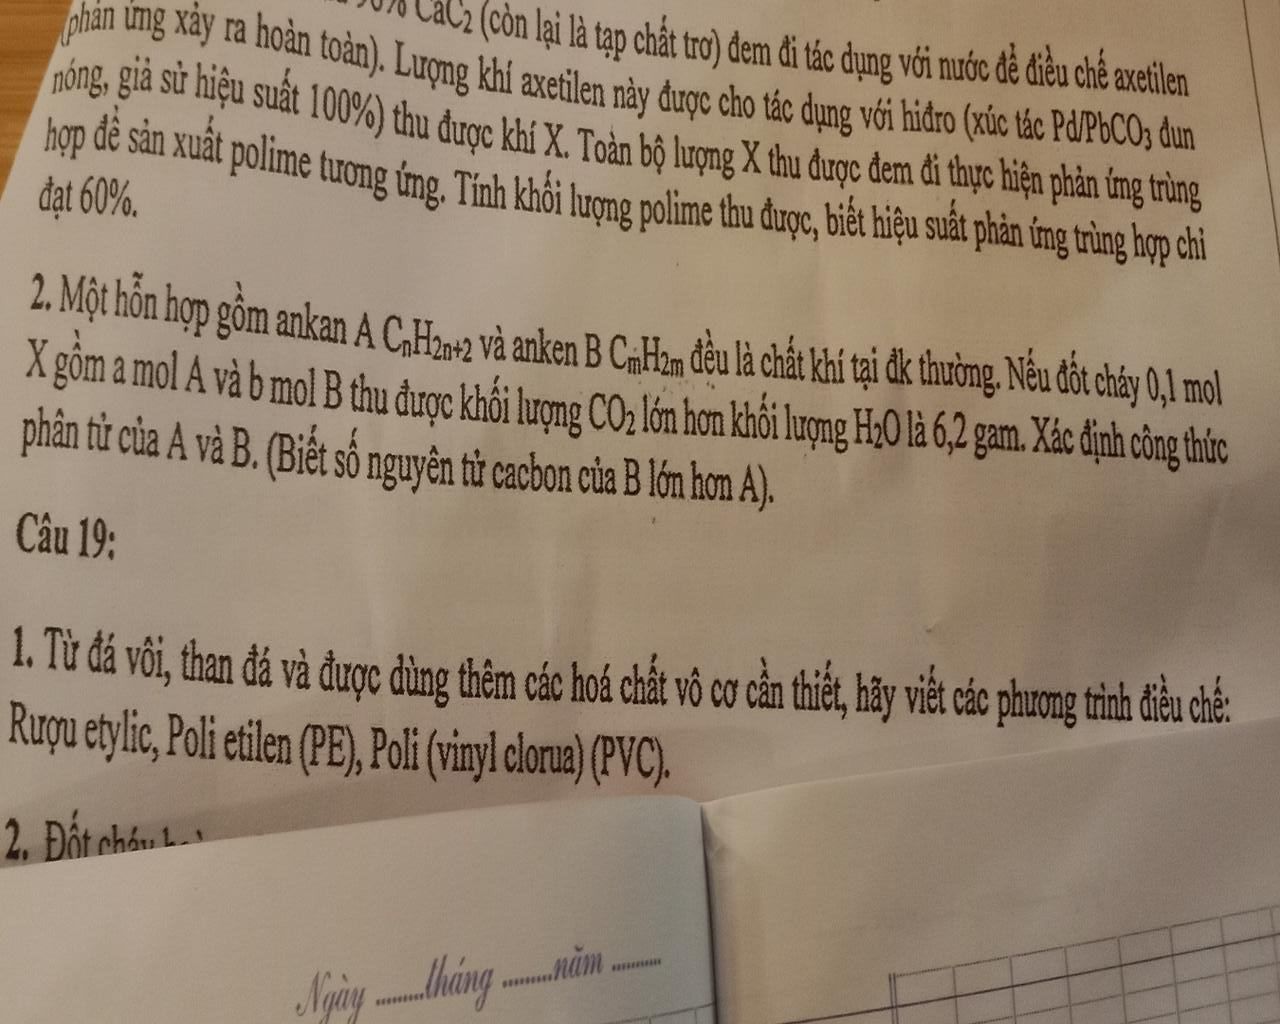 90% CaC₂ (còn lại là tạp chất trơ) đem đi tác dụng với nước để điều chế axetilen
(phản ứng xảy ra hoàn toàn). Lượng khí axetilen này được cho tác dụng với hiđro (xúc tác Pd/PbCO₃ đun
nóng, giả sử hiệu suất 100%) thu được khí X. Toàn bộ lượng X thu được đem đi thực hiện phản ứng trùng
hợp để sản xuất polime tương ứng. Tính khối lượng polime thu được, biết hiệu suất phản ứng trùng hợp chỉ
đạt 60%.
2. Một hỗn hợp gồm ankan A CₙH₂ₙ₊₂ và anken B CₘH₂ₘ đều là chất khí tại đk thường. Nếu đốt cháy 0,1 mol
X gồm a mol A và b mol B thu được khối lượng CO₂ lớn hơn khối lượng H₂O là 6,2 gam. Xác định công thức
phân tử của A và B. (Biết số nguyên tử cacbon của B lớn hơn A).
Câu 19:
1. Từ đá vôi, than đá và được dùng thêm các hoá chất vô cơ cần thiết, hãy viết các phương trình điều chế:
Rượu etylic, Poli etilen (PE), Poli (vinyl clorua) (PVC).
2. Đốt cháy
Ngày ........tháng ........năm ........